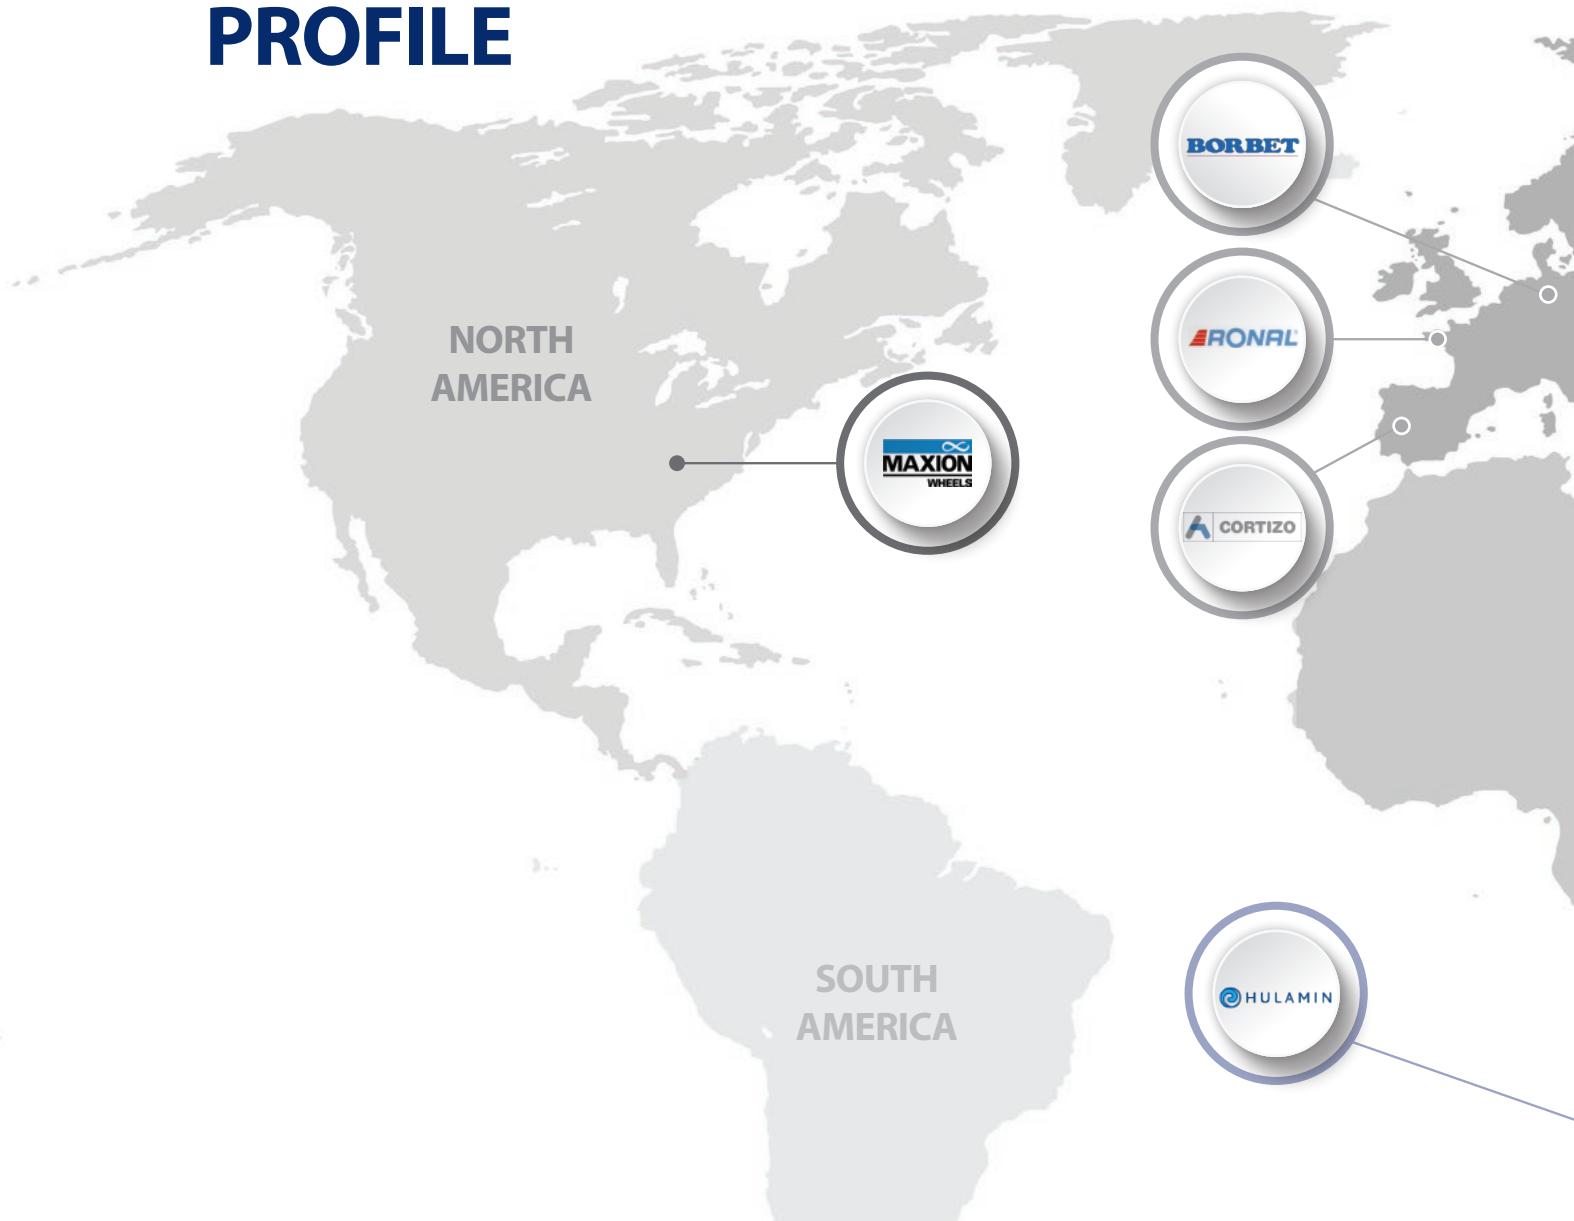 PROFILE
BORBET
RONAL
NORTH
AMERICA
MAXION
WHEELS
CORTIZO
SOUTH
AMERICA
HULAMIN